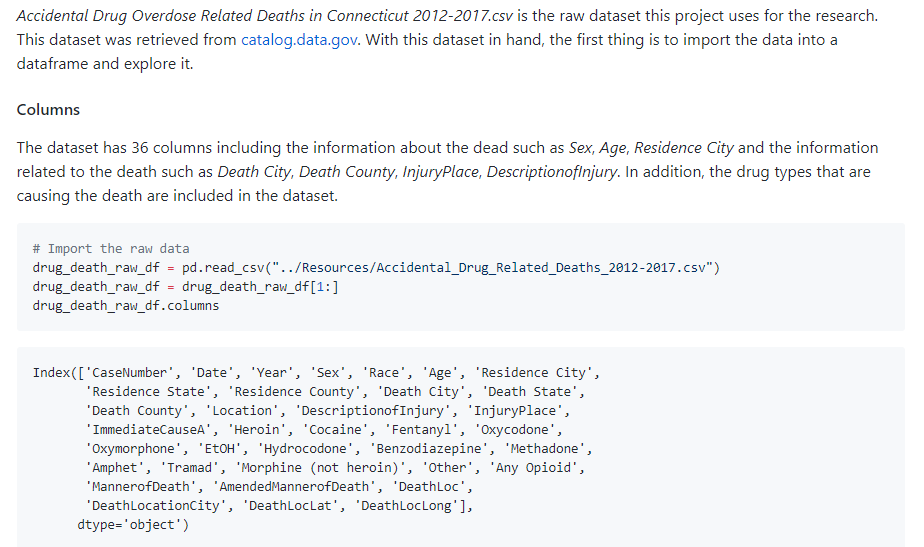 Accidental Drug Overdose Related Deaths in Connecticut 2012-2017.csv is the raw dataset this project uses for the research.
This dataset was retrieved from catalog.data.gov. With this dataset in hand, the first thing is to import the data into a
dataframe and explore it.
Columns
The dataset has 36 columns including the information about the dead such as Sex, Age, Residence City and the information
related to the death such as Death City, Death County, InjuryPlace, DescriptionofInjury. In addition, the drug types that are
causing the death are included in the dataset.
# Import the raw data
drug_death_raw_df = pd.read_csv("../Resources/Accidental_Drug_Related_Deaths_2012-2017.csv")
drug_death_raw_df = drug_death_raw_df[1:]
drug_death_raw_df.columns
Index(['CaseNumber', 'Date', 'Year', 'Sex', 'Race', 'Age', 'Residence City',
'Residence State', 'Residence County', 'Death City', 'Death State',
'Death County', 'Location', 'DescriptionofInjury', 'InjuryPlace',
'ImmediateCauseA', 'Heroin', 'Cocaine', 'Fentanyl', 'Oxycodone',
'Oxymorphone', 'EtOH', 'Hydrocodone', 'Benzodiazepine', 'Methadone',
'Amphet', 'Tramad', 'Morphine (not heroin)', 'Other', 'Any Opioid',
'MannerofDeath', 'AmendedMannerofDeath', 'DeathLoc',
'DeathLocationCity', 'DeathLocLat', 'DeathLocLong'],
dtype='object')